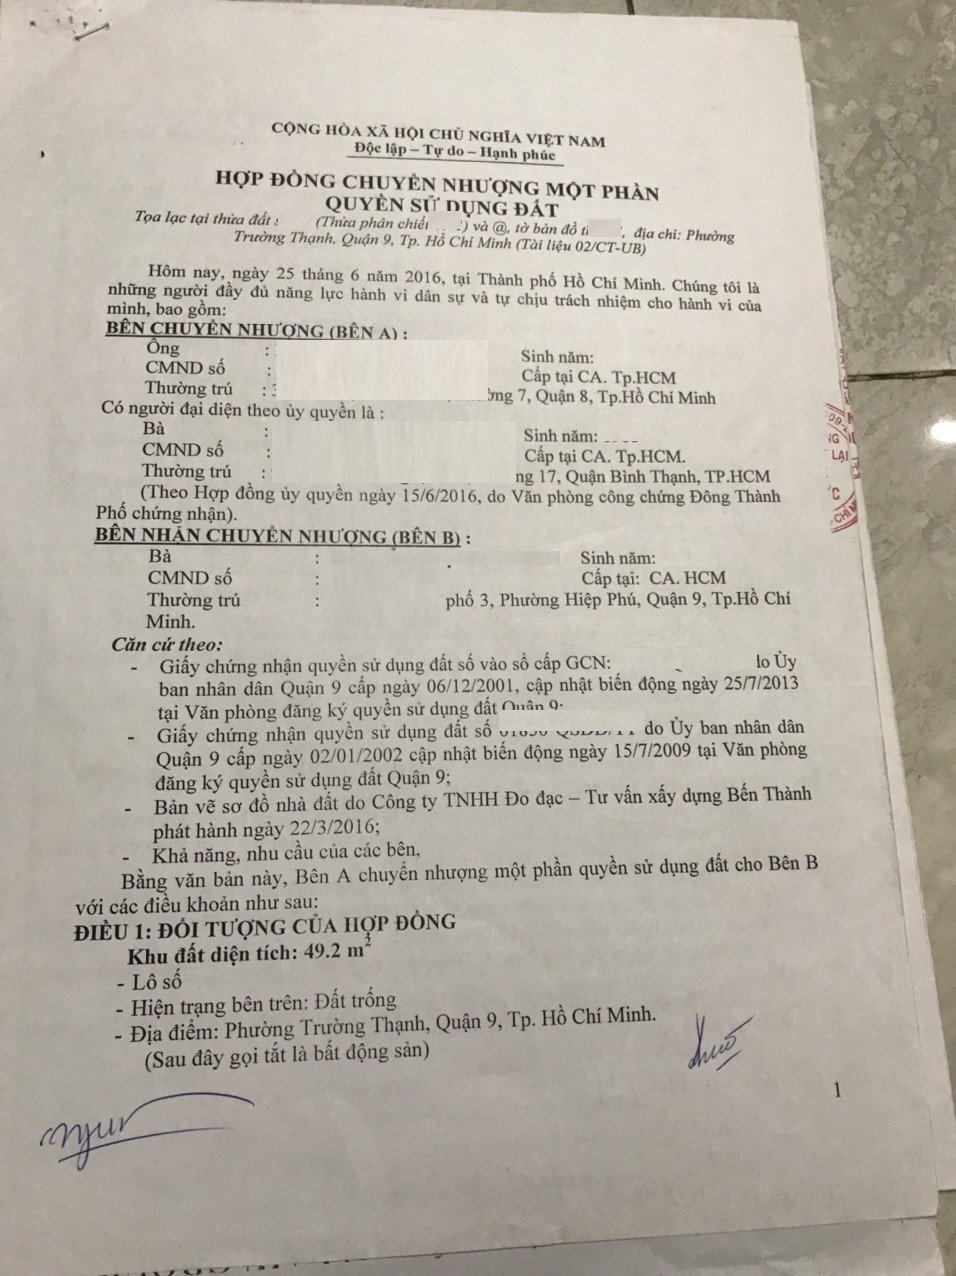 CỘNG HÒA XÃ HỘI CHỦ NGHĨA VIỆT NAM
Độc lập – Tự do – Hạnh phúc
HỢP ĐỒNG CHUYỂN NHƯỢNG MỘT PHẦN
QUYỀN SỬ DỤNG ĐẤT
Tọa lạc tại thửa đất (Thửa phân chiết ) và @, tờ bản đồ , địa chỉ: Phường
Trường Thạnh, Quận 9, Tp. Hồ Chí Minh (Tài liệu 02/CT-UB)
Hôm nay, ngày 25 tháng 6 năm 2016, tại Thành phố Hồ Chí Minh. Chúng tôi là
những người đầy đủ năng lực hành vi dân sự và tự chịu trách nhiệm cho hành vi của
mình, bao gồm:
BÊN CHUYỂN NHƯỢNG (BÊN A) :
Ông : Sinh năm:
CMND số : Cấp tại CA. Tp.HCM
Thường trú : 7, Quận 8, Tp.Hồ Chí Minh
Có người đại diện theo ủy quyền là :
Bà : Sinh năm:
CMND số : Cấp tại CA. Tp.HCM.
Thường trú : 17, Quận Bình Thạnh, TP.HCM
(Theo Hợp đồng ủy quyền ngày 15/6/2016, do Văn phòng công chứng Đông Thành
Phố chứng nhận).
BÊN NHẬN CHUYỂN NHƯỢNG (BÊN B) :
Bà : Sinh năm:
CMND số : Cấp tại: CA. HCM
Thường trú : phố 3, Phường Hiệp Phú, Quận 9, Tp.Hồ Chí
Minh.
Căn cứ theo:
- Giấy chứng nhận quyền sử dụng đất số vào sổ cấp GCN: Ủy
ban nhân dân Quận 9 cấp ngày 06/12/2001, cập nhật biến động ngày 25/7/2013
tại Văn phòng đăng ký quyền sử dụng đất Quận 9;
- Giấy chứng nhận quyền sử dụng đất số do Ủy ban nhân dân
Quận 9 cấp ngày 02/01/2002 cập nhật biến động ngày 15/7/2009 tại Văn phòng
đăng ký quyền sử dụng đất Quận 9;
- Bản vẽ sơ đồ nhà đất do Công ty TNHH Đo đạc – Tư vấn xấy dựng Bến Thành
phát hành ngày 22/3/2016;
- Khả năng, nhu cầu của các bên,
Bằng văn bản này, Bên A chuyển nhượng một phần quyền sử dụng đất cho Bên B
với các điều khoản như sau:
ĐIỀU 1: ĐỐI TƯỢNG CỦA HỢP ĐỒNG
Khu đất diện tích: 49.2 m²
- Lô số
- Hiện trạng bên trên: Đất trống
- Địa điểm: Phường Trường Thạnh, Quận 9, Tp. Hồ Chí Minh.
(Sau đây gọi tắt là bất động sản)
1